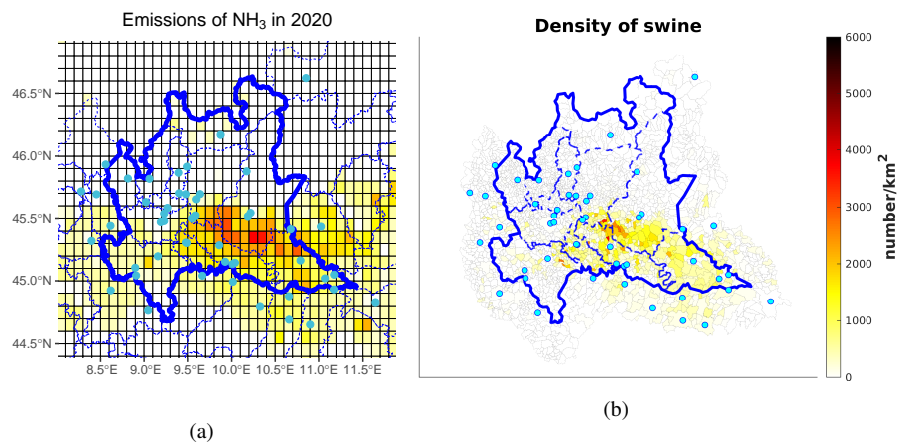 Emissions of NH₃ in 2020
46.5°N
46.0°N
45.5°N
45.0°N
44.5°N
8.5°E 9.0°E 9.5°E 10.0°E 10.5°E 11.0°E 11.5°E
(a)
Density of swine
6000
5000
4000
3000
2000
1000
0
number/km²
(b)